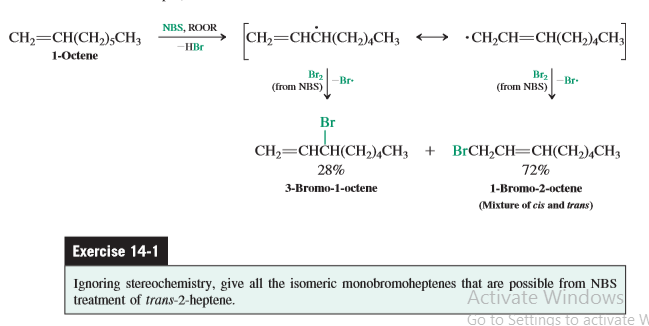 NBS, ROOR
CH₂=CH(CH₂)₅CH₃ [CH₂=CHĊH(CH₂)₄CH₃ ⟷ ·CH₂CH=CH(CH₂)₄CH₃]
−HBr
1-Octene
Br₂ −Br· Br₂ −Br·
(from NBS) (from NBS)
Br
CH₂=CHCH(CH₂)₄CH₃ + BrCH₂CH=CH(CH₂)₄CH₃
28% 72%
3-Bromo-1-octene 1-Bromo-2-octene
(Mixture of cis and trans)
Exercise 14-1
Ignoring stereochemistry, give all the isomeric monobromoheptenes that are possible from NBS
treatment of trans-2-heptene.
Activate Windows
Go to Settings to activate W